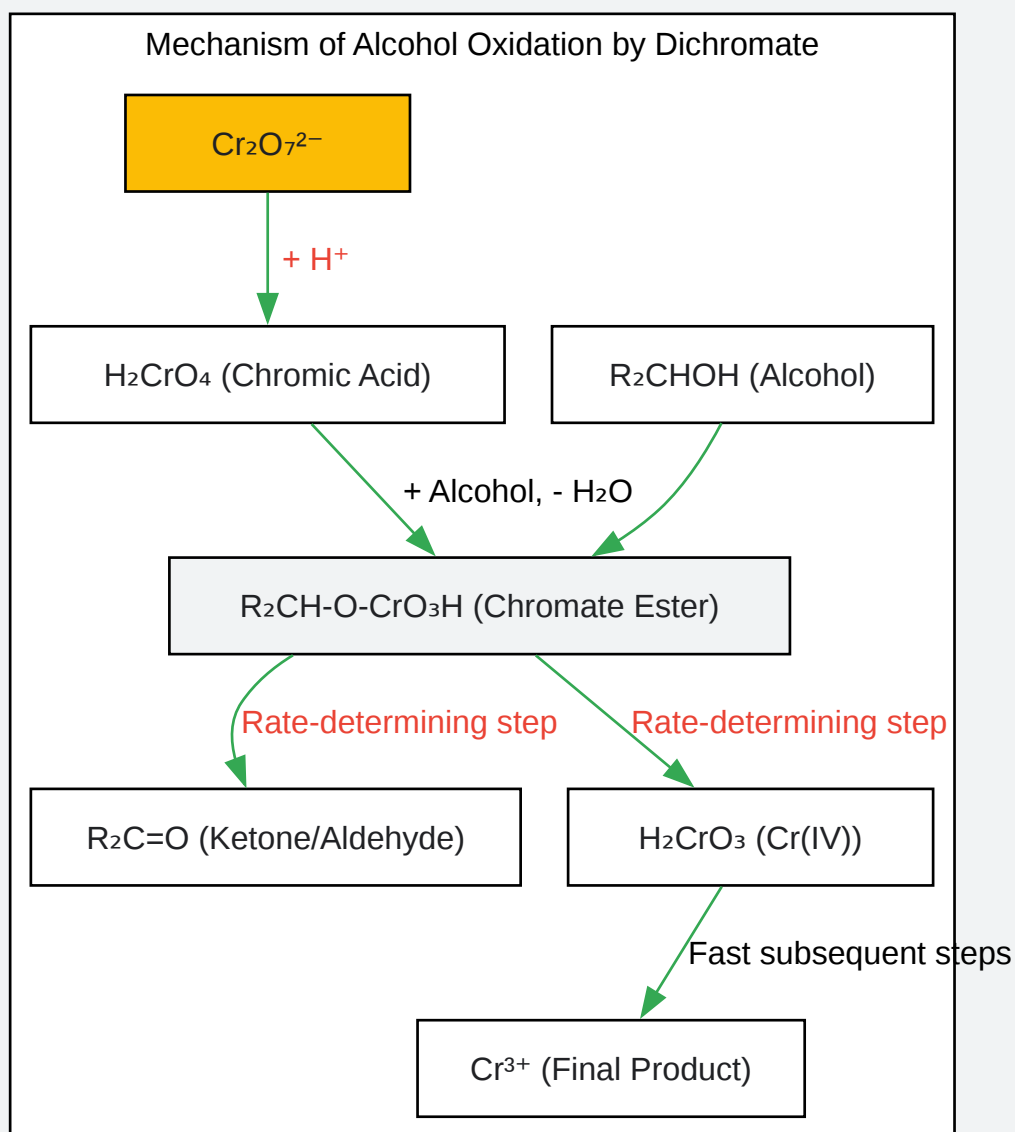 Mechanism of Alcohol Oxidation by Dichromate
Cr₂O₇²⁻
+ H⁺
H₂CrO₄ (Chromic Acid)
R₂CHOH (Alcohol)
+ Alcohol, - H₂O
R₂CH-O-CrO₃H (Chromate Ester)
Rate-determining step
Rate-determining step
R₂C=O (Ketone/Aldehyde)
H₂CrO₃ (Cr(IV))
Fast subsequent steps
Cr³⁺ (Final Product)